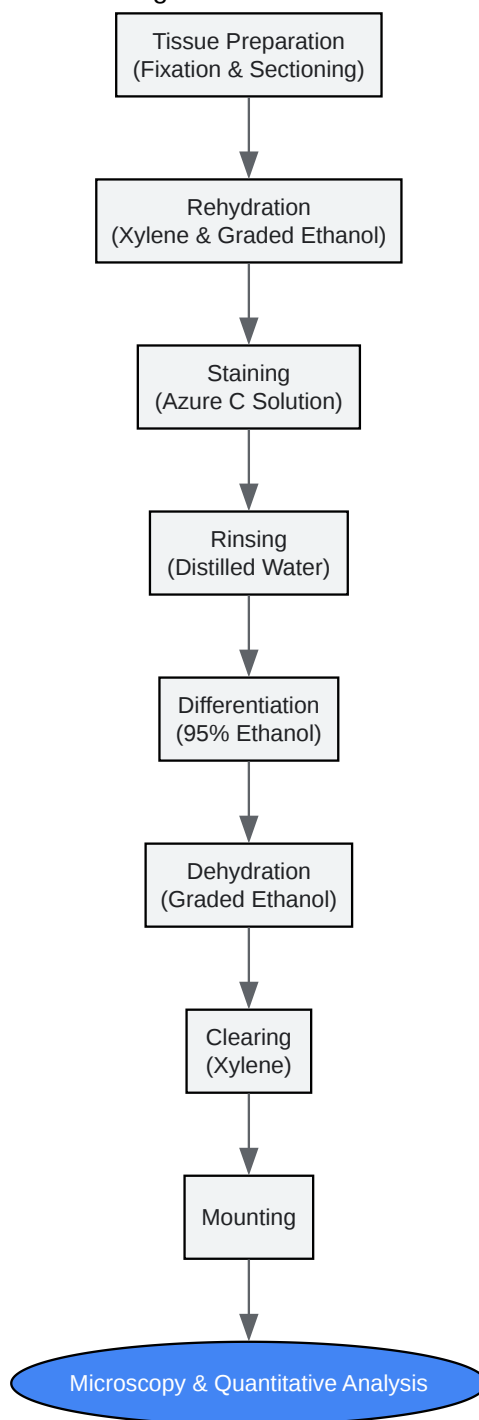 Tissue Preparation
(Fixation & Sectioning)
Rehydration
(Xylene & Graded Ethanol)
Staining
(Azure C Solution)
Rinsing
(Distilled Water)
Differentiation
(95% Ethanol)
Dehydration
(Graded Ethanol)
Clearing
(Xylene)
Mounting
Microscopy & Quantitative Analysis